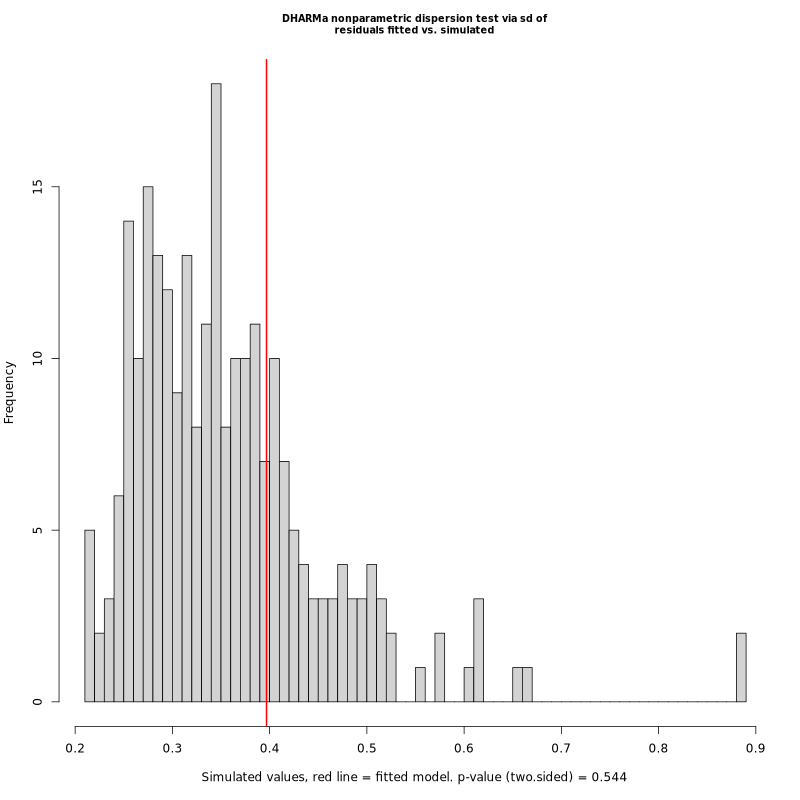 DHARMa nonparametric dispersion test via sd of
residuals fitted vs. simulated
Frequency
15
10
5
0
0.2 0.3 0.4 0.5 0.6 0.7 0.8 0.9
Simulated values, red line = fitted model. p-value (two.sided) = 0.544